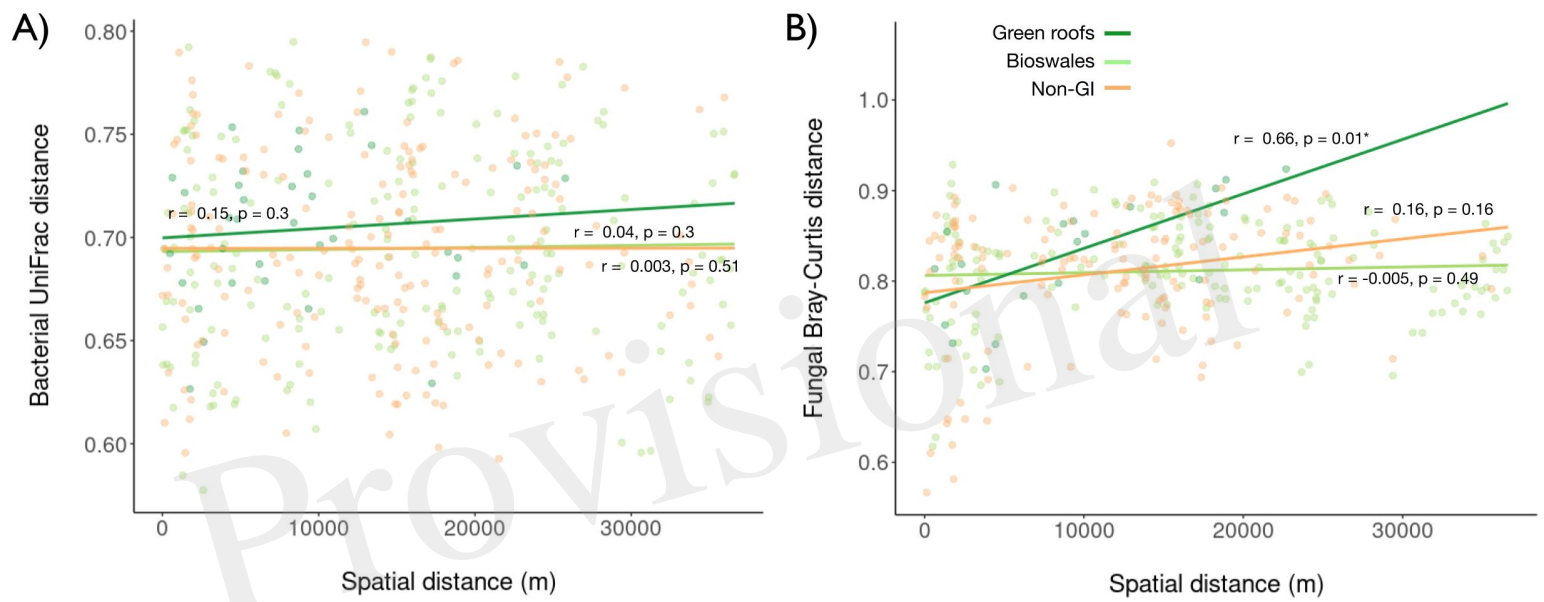 A)
Bacterial UniFrac distance
0.80
0.75
0.70
0.65
0.60
r = 0.15, p = 0.3
r = 0.04, p = 0.3
r = 0.003, p = 0.51
0 10000 20000 30000
Spatial distance (m)
B)
Fungal Bray-Curtis distance
Green roofs
Bioswales
Non-GI
1.0
0.9
0.8
0.7
0.6
r = 0.66, p = 0.01*
r = 0.16, p = 0.16
r = -0.005, p = 0.49
0 10000 20000 30000
Spatial distance (m)
Provisional